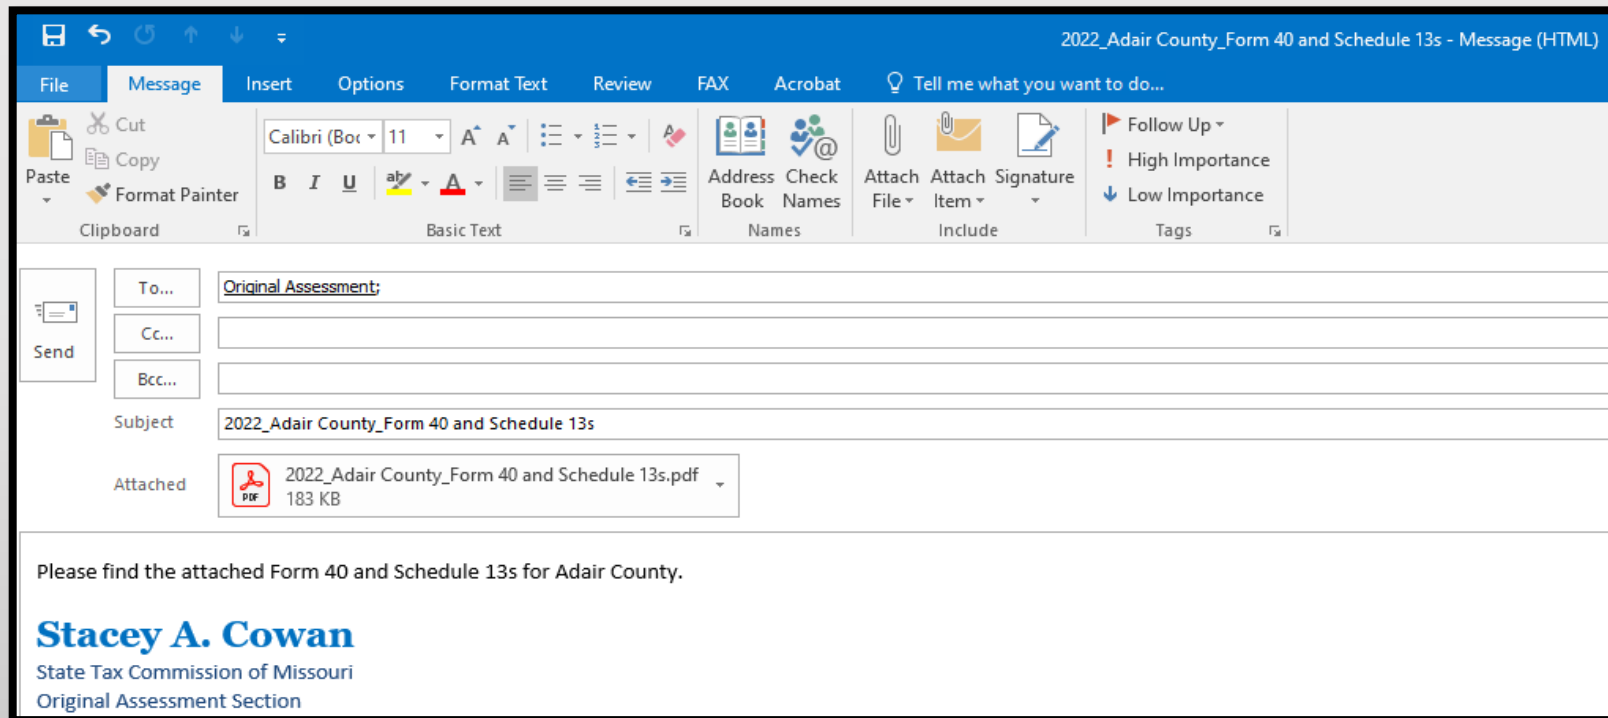 2022_Adair County_Form 40 and Schedule 13s - Message (HTML)
File Message Insert Options Format Text Review FAX Acrobat Tell me what you want to do...
Paste
Cut
Copy
Format Painter
Clipboard
Calibri (Boc 11
B I U
Basic Text
Address Book
Check Names
Names
Attach File
Attach Item
Signature
Include
Follow Up
High Importance
Low Importance
Tags
Send
To... Original Assessment;
Cc...
Bcc...
Subject 2022_Adair County_Form 40 and Schedule 13s
Attached PDF 2022_Adair County_Form 40 and Schedule 13s.pdf
183 KB
Please find the attached Form 40 and Schedule 13s for Adair County.
Stacey A. Cowan
State Tax Commission of Missouri
Original Assessment Section